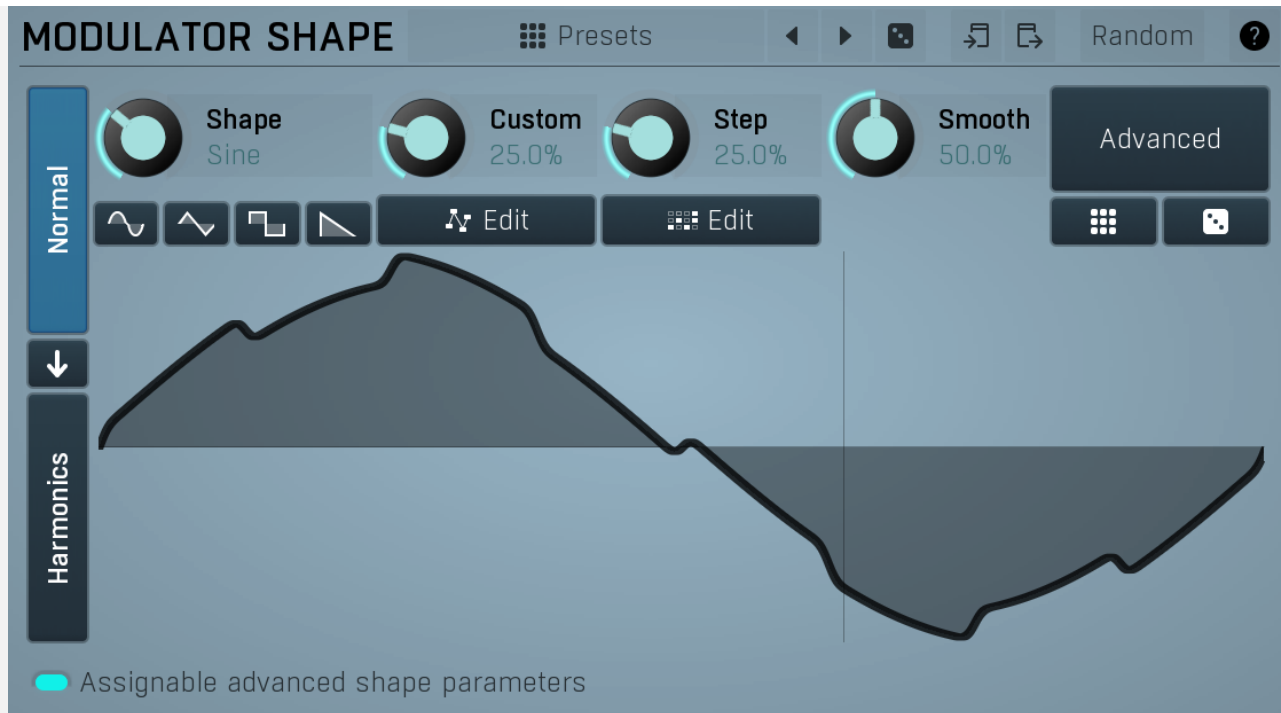 MODULATOR SHAPE Presets Random ?
Normal
Shape Custom Step Smooth
Sine 25.0% 25.0% 50.0%
Advanced
Edit Edit
Harmonics
Assignable advanced shape parameters